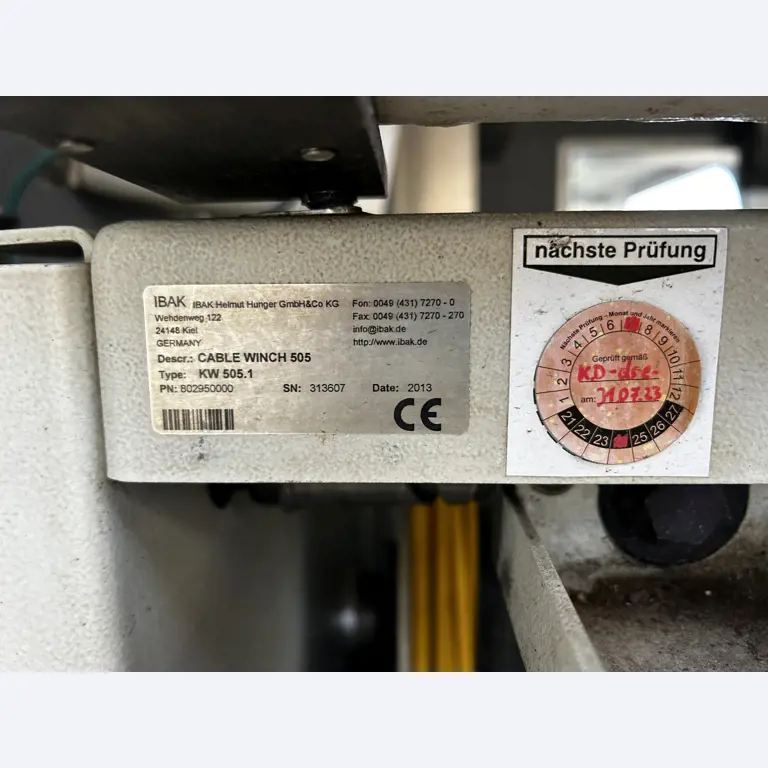 IBAK IBAK Helmut Hunger GmbH&Co KG
Wehdenweg 122
24148 Kiel
GERMANY
Fon: 0049 (431) 7270 - 0
Fax: 0049 (431) 7270 - 270
info@ibak.de
http://www.ibak.de
Descr.: CABLE WINCH 505
Type: KW 505.1
PN: 802950000 SN: 313607 Date: 2013
CE
nächste Prüfung
Nächste Prüfung – Monat und Jahr markieren
1 2 3 4 5 6 8 9 10 11 12
Geprüft gemäß
am: 21.07.23
21 22 23 25 26 27